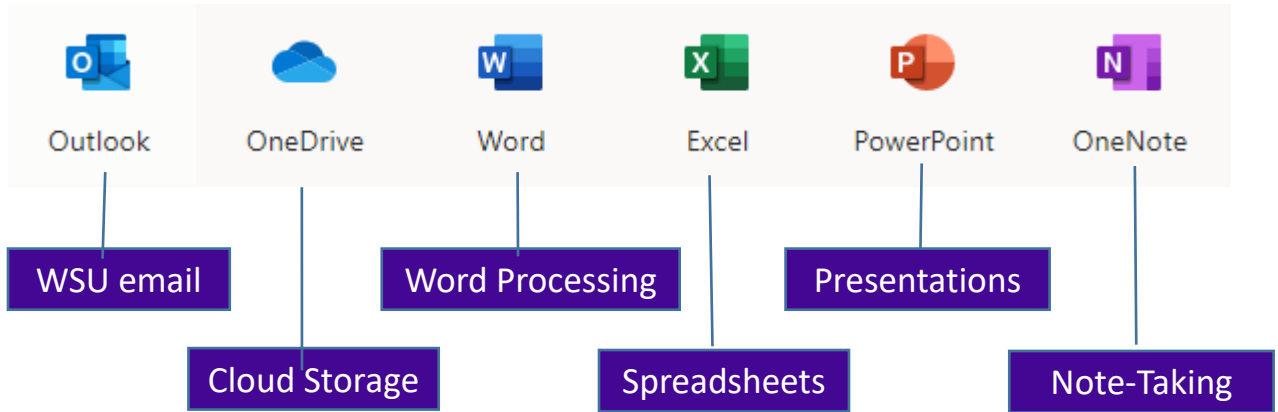 O
W
X
P
N
Outlook
OneDrive
Word
Excel
PowerPoint
OneNote
WSU email
Word Processing
Presentations
Cloud Storage
Spreadsheets
Note-Taking